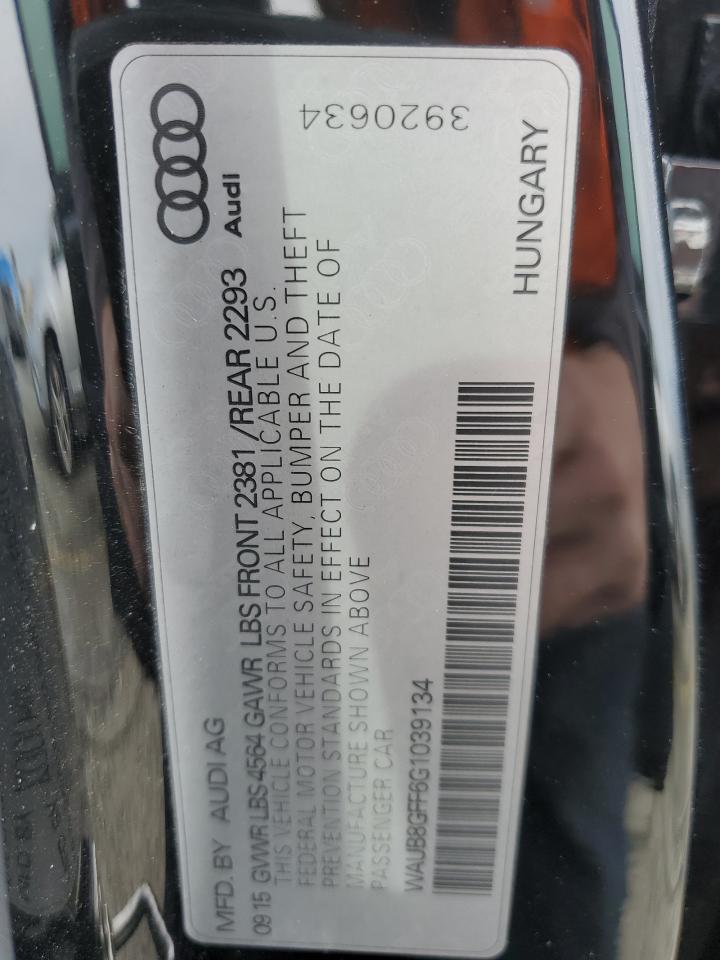 MFD. BY AUDI AG
Audi
0915 GVWR LBS 4564 GAWR LBS FRONT 2381 /REAR 2293
THIS VEHICLE CONFORMS TO ALL APPLICABLE U.S.
FEDERAL MOTOR VEHICLE SAFETY, BUMPER AND THEFT
PREVENTION STANDARDS IN EFFECT ON THE DATE OF
MANUFACTURE SHOWN ABOVE
PASSENGER CAR
WAUB8GFF6G1039134
HUNGARY
3920634